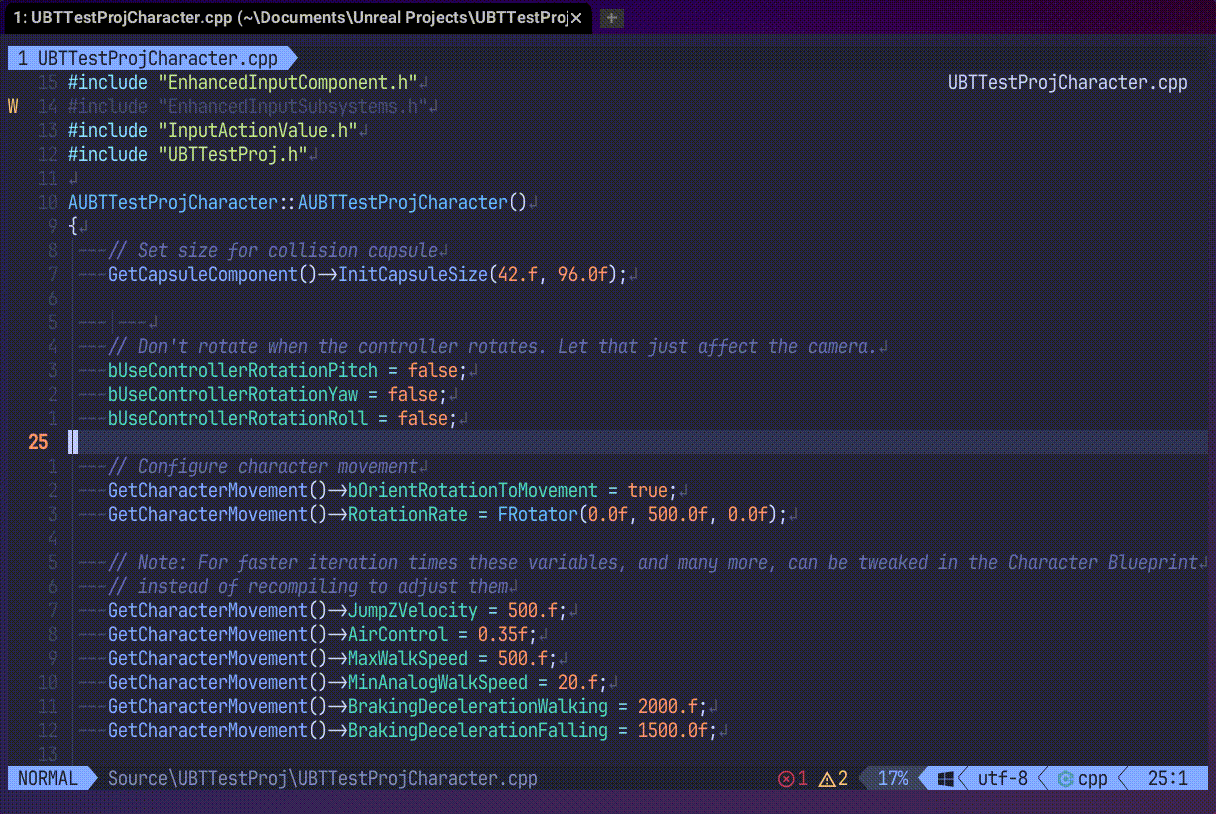 1: UBTTestProjCharacter.cpp (~\Documents\Unreal Projects\UBTTestProj
1 UBTTestProjCharacter.cpp
15 #include "EnhancedInputComponent.h"
UBTTestProjCharacter.cpp
W 14 #include "EnhancedInputSubsystems.h"
13 #include "InputActionValue.h"
12 #include "UBTTestProj.h"
11
10 AUBTTestProjCharacter::AUBTTestProjCharacter()
9 {
8 // Set size for collision capsule
7 GetCapsuleComponent()->InitCapsuleSize(42.f, 96.0f);
6
5
4 // Don't rotate when the controller rotates. Let that just affect the camera.
3 bUseControllerRotationPitch = false;
2 bUseControllerRotationYaw = false;
1 bUseControllerRotationRoll = false;
25
1 // Configure character movement
2 GetCharacterMovement()->bOrientRotationToMovement = true;
3 GetCharacterMovement()->RotationRate = FRotator(0.0f, 500.0f, 0.0f);
4
5 // Note: For faster iteration times these variables, and many more, can be tweaked in the Character Blueprint
6 // instead of recompiling to adjust them
7 GetCharacterMovement()->JumpZVelocity = 500.f;
8 GetCharacterMovement()->AirControl = 0.35f;
9 GetCharacterMovement()->MaxWalkSpeed = 500.f;
10 GetCharacterMovement()->MinAnalogWalkSpeed = 20.f;
11 GetCharacterMovement()->BrakingDecelerationWalking = 2000.f;
12 GetCharacterMovement()->BrakingDecelerationFalling = 1500.0f;
13
NORMAL Source\UBTTestProj\UBTTestProjCharacter.cpp 1 2 17% utf-8 cpp 25:1